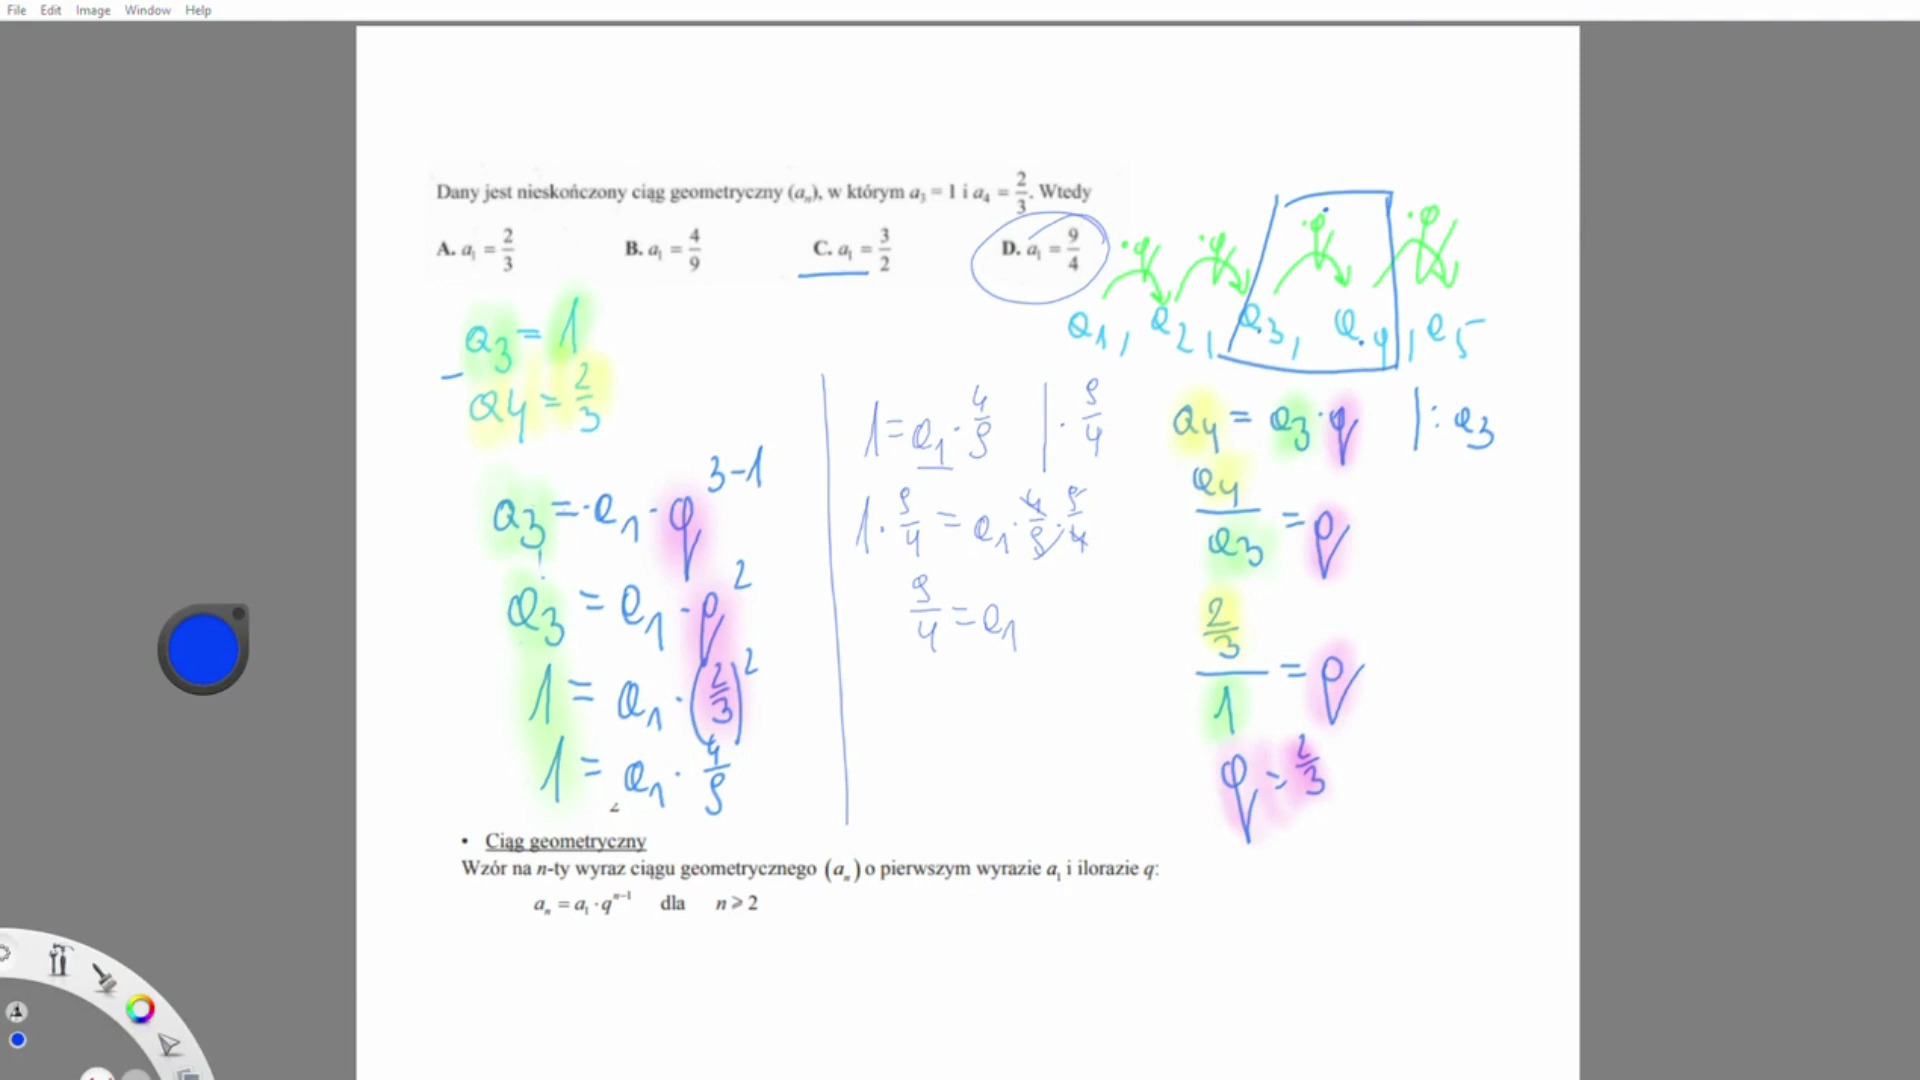 File Edit Image Window Help
Dany jest nieskończony ciąg geometryczny (aₙ), w którym a₃ = 1 i a₄ = 2/3. Wtedy
A. a₁ = 2/3 B. a₁ = 4/9 C. a₁ = 3/2 D. a₁ = 9/4
·q ·q ·q ·q
a₁, a₂, a₃, a₄, a₅
a₃ = 1
a₄ = 2/3
a₃ = · a₁ · q³⁻¹
a₃ = a₁ · q²
1 = a₁ · (2/3)²
1 = a₁ · 4/9
1 = a₁ · 4/9 | · 9/4
1 · 9/4 = a₁ · 4/9 · 9/4
9/4 = a₁
a₄ = a₃ · q | : a₃
a₄/a₃ = q
2/3 / 1 = q
q = 2/3
• Ciąg geometryczny
Wzór na n-ty wyraz ciągu geometrycznego (aₙ) o pierwszym wyrazie a₁ i ilorazie q:
aₙ = a₁ · qⁿ⁻¹ dla n ⩾ 2